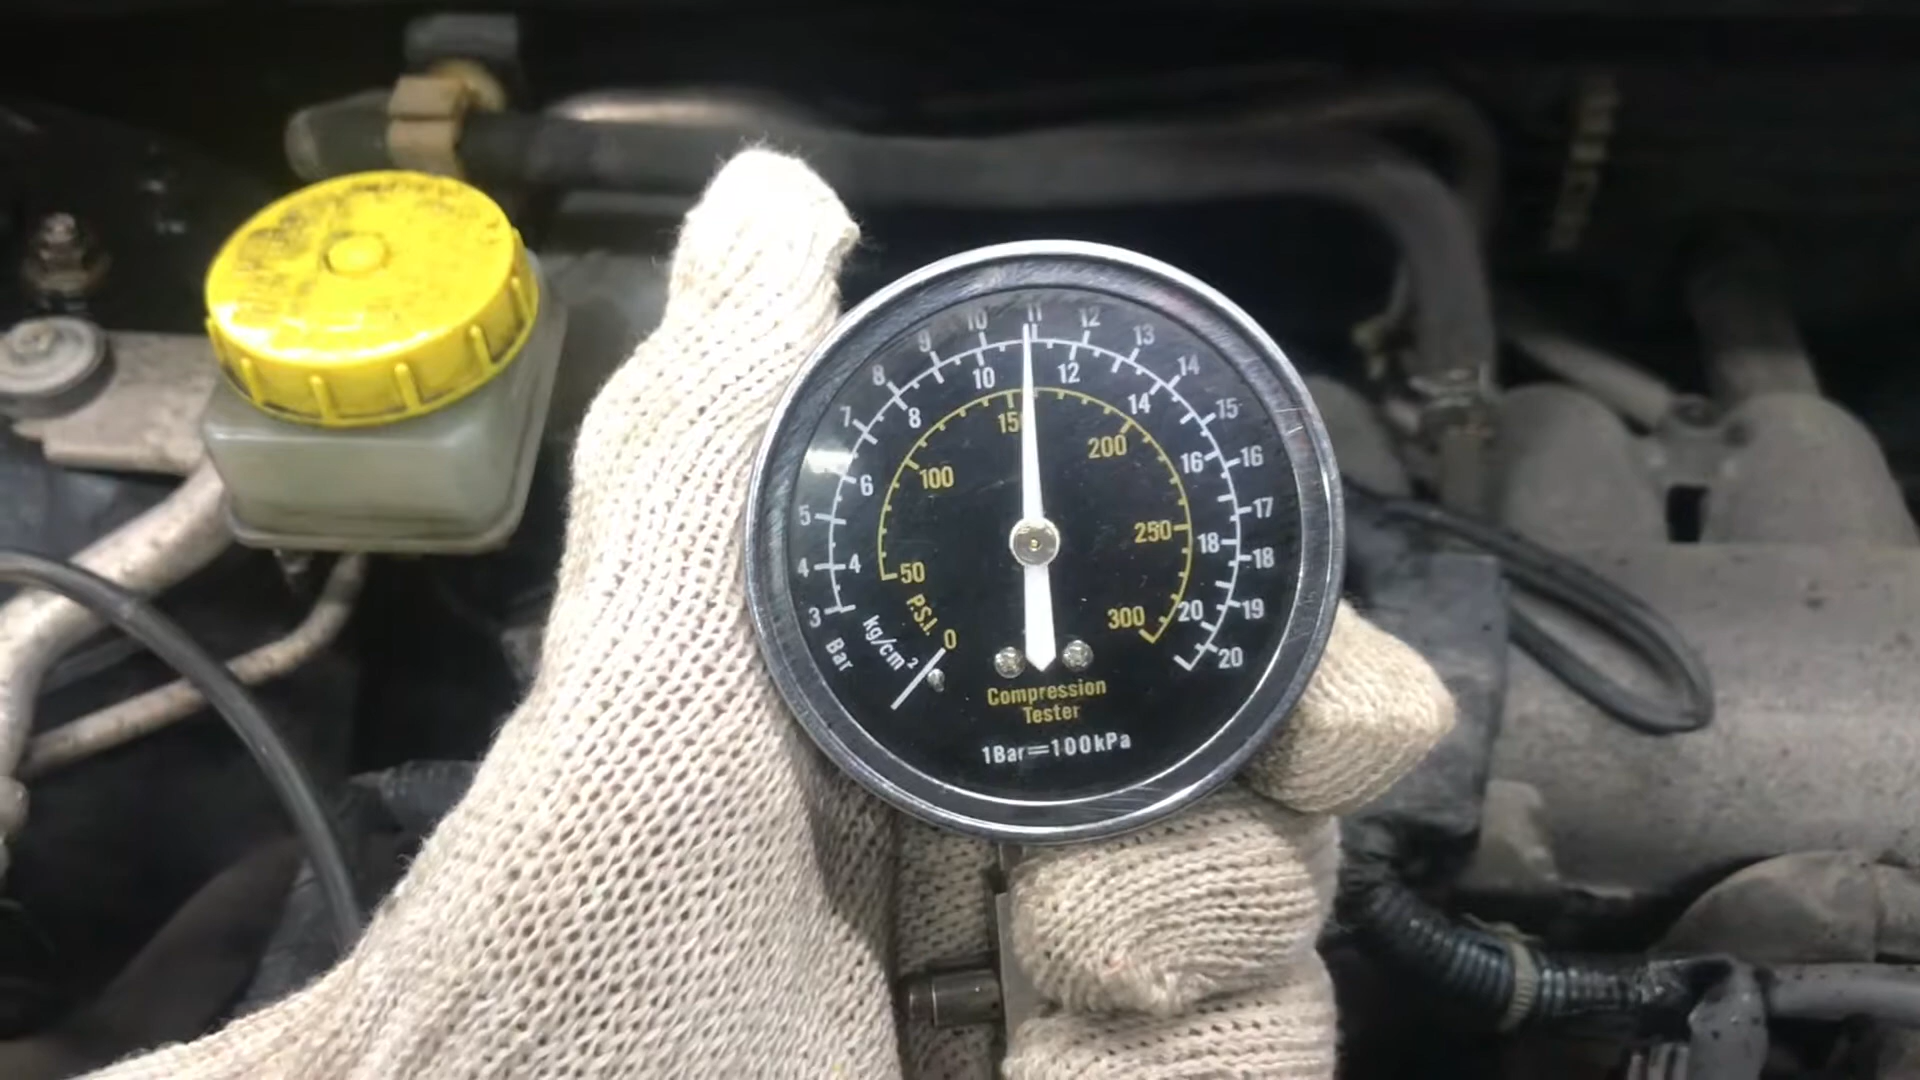 3 4 5 6 7 8 9 10 11 12 13 14 15 16 17 18 19 20
Bar
4 6 8 10 12 14 16 18 20
kg/cm²
0 50 100 150 200 250 300
P.S.I.
Compression
Tester
1Bar=100kPa